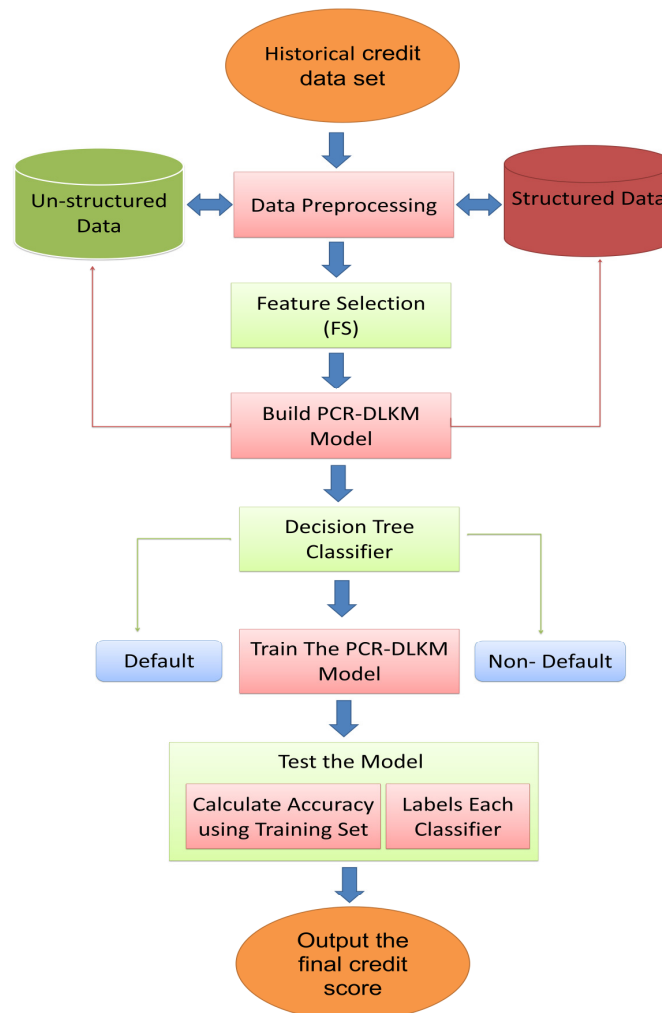 Historical credit
data set
Un-structured
Data
Data Preprocessing
Structured Data
Feature Selection
(FS)
Build PCR-DLKM
Model
Decision Tree
Classifier
Default
Train The PCR-DLKM
Model
Non- Default
Test the Model
Calculate Accuracy
using Training Set
Labels Each
Classifier
Output the
final credit
score